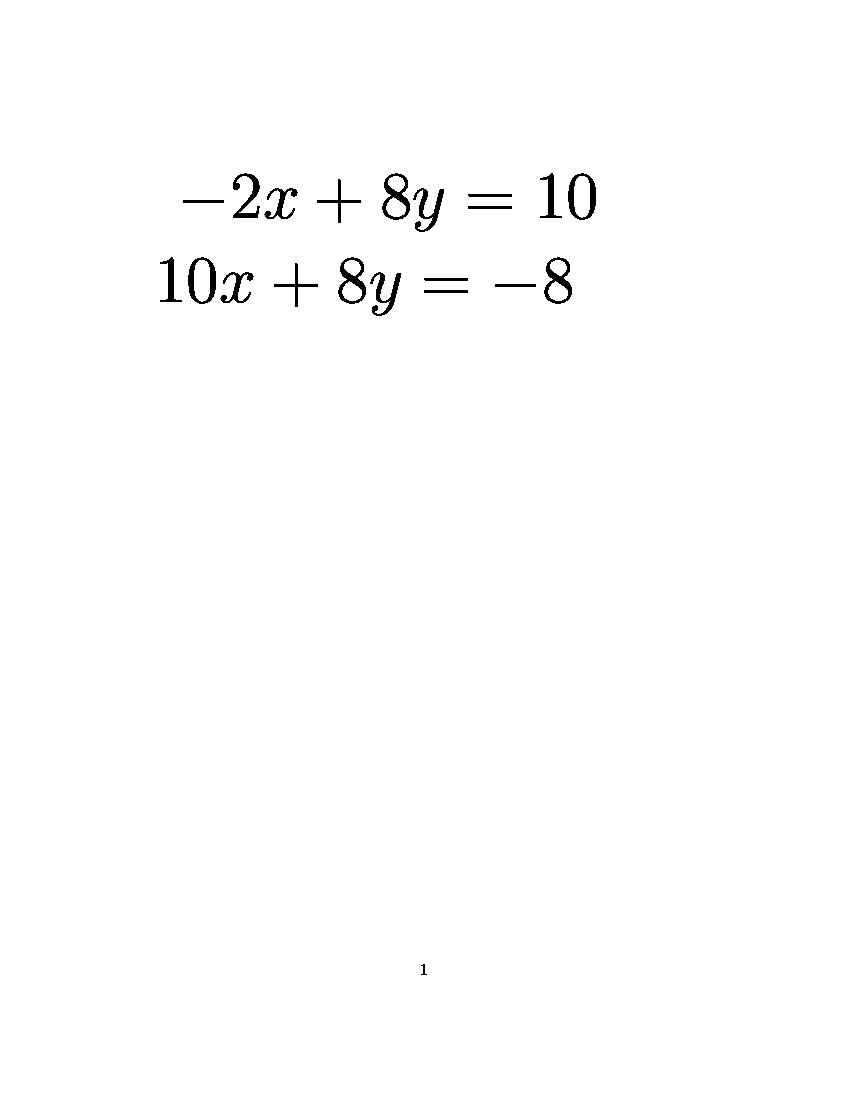 −2x + 8y = 10
10x + 8y = −8
1